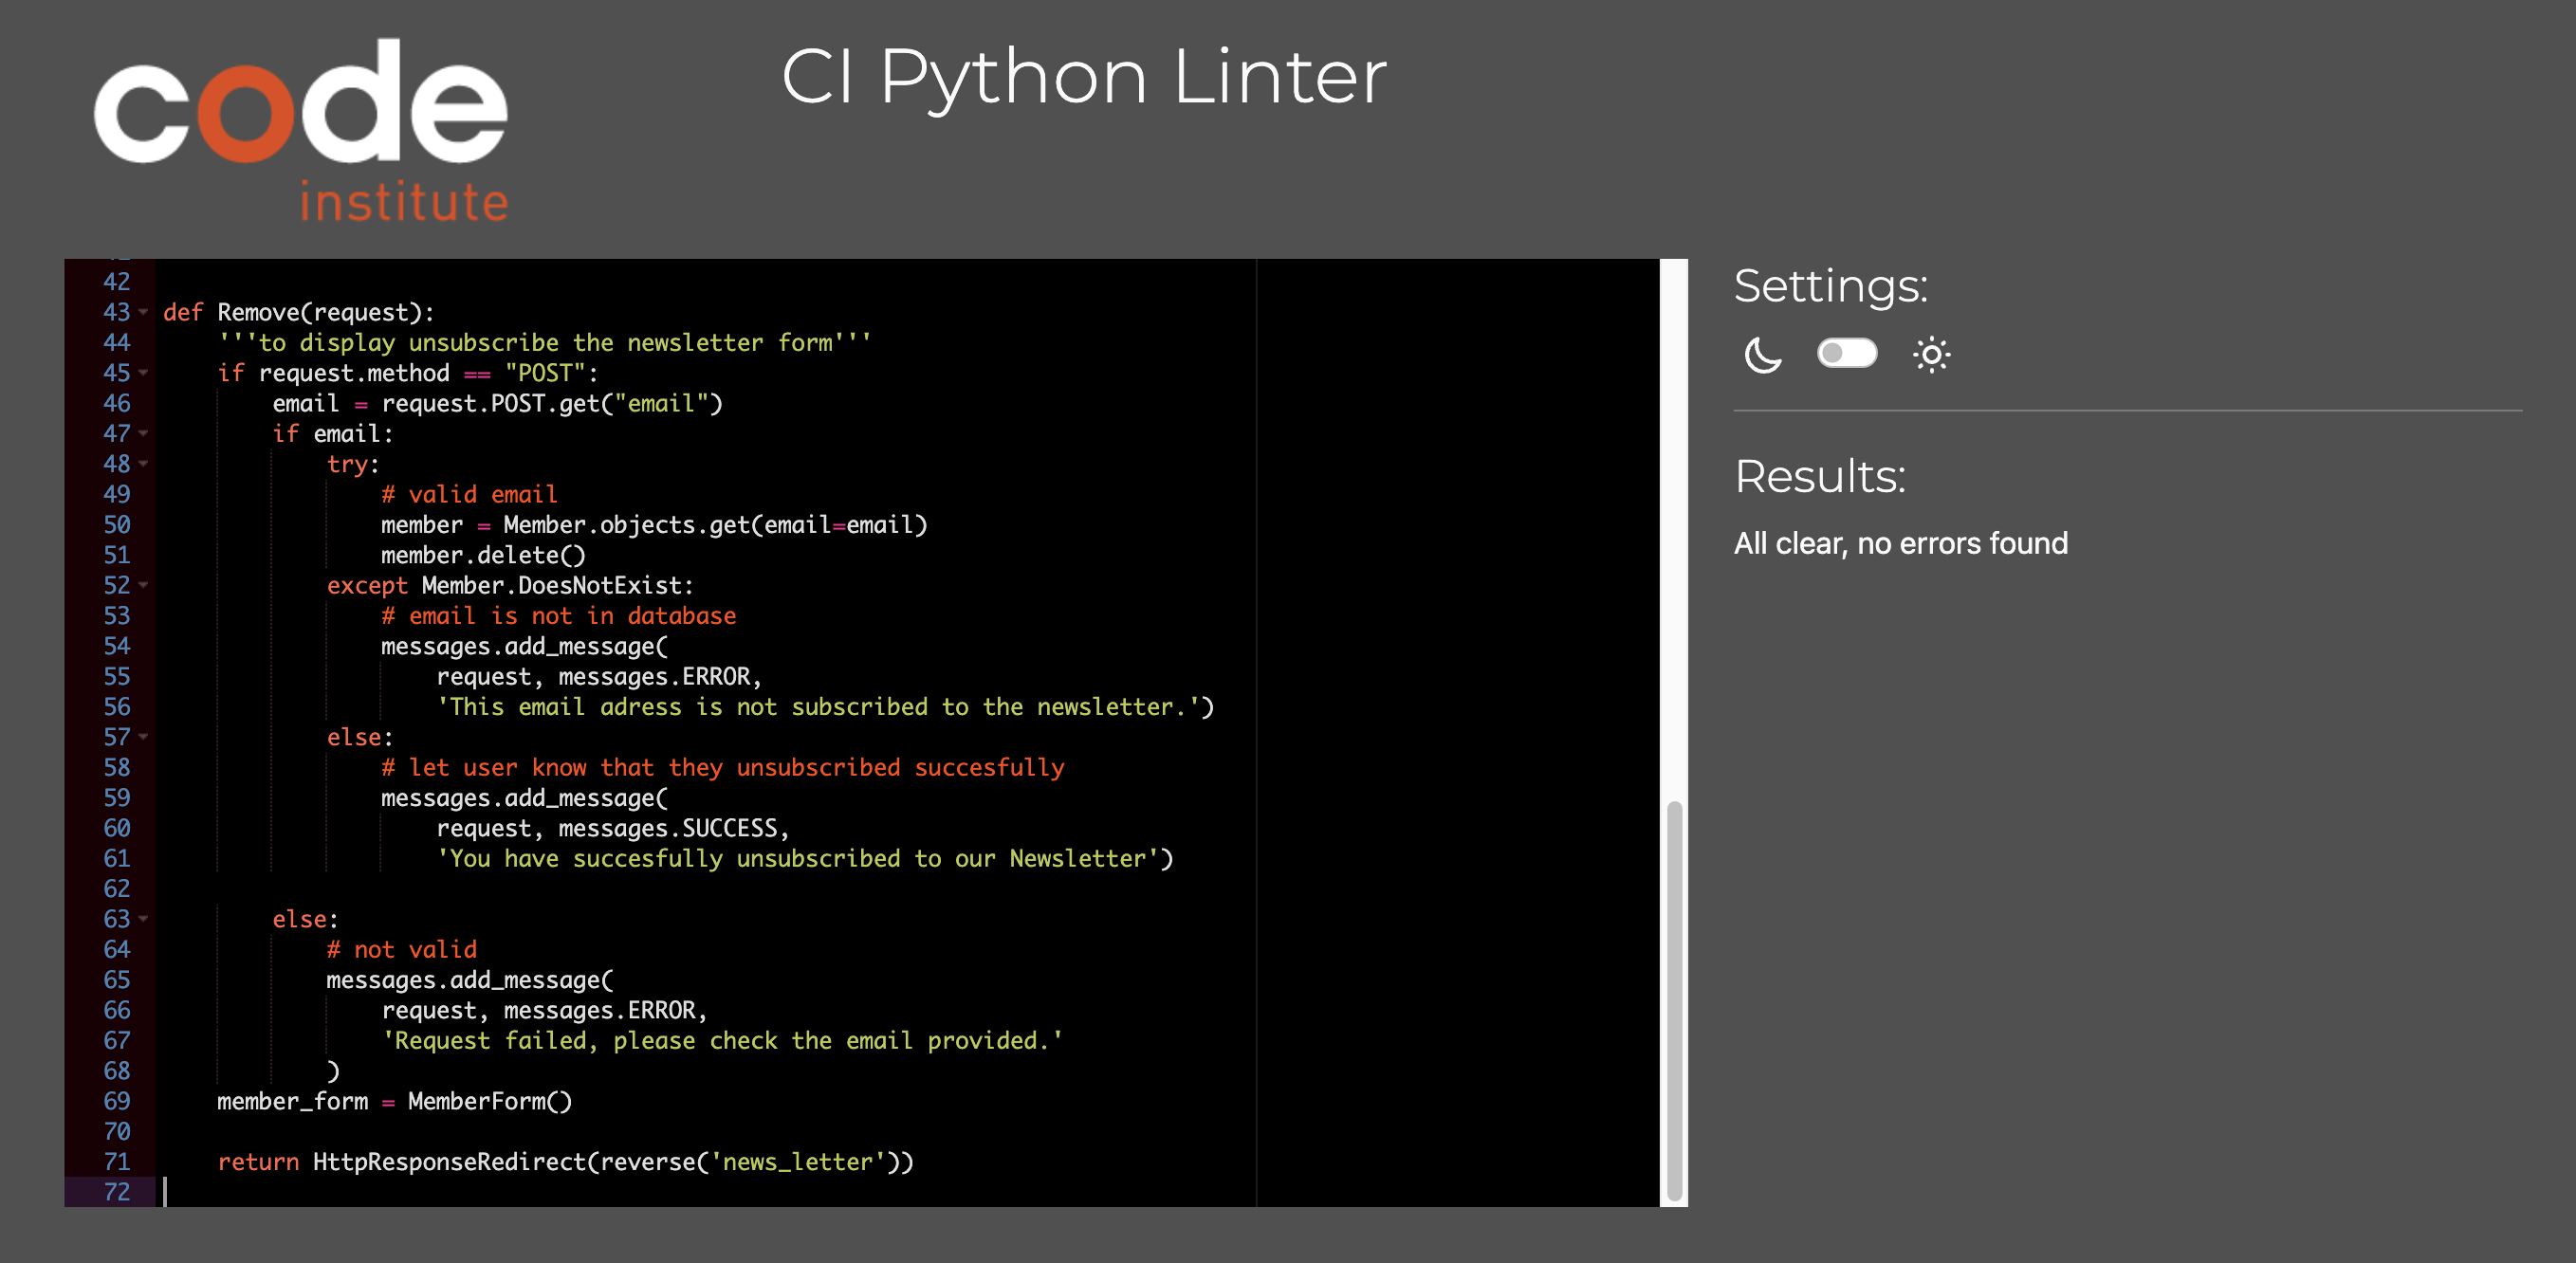 code
institute
CI Python Linter
42
43 def Remove(request):
44     '''to display unsubscribe the newsletter form'''
45     if request.method == "POST":
46         email = request.POST.get("email")
47         if email:
48             try:
49                 # valid email
50                 member = Member.objects.get(email=email)
51                 member.delete()
52             except Member.DoesNotExist:
53                 # email is not in database
54                 messages.add_message(
55                     request, messages.ERROR,
56                     'This email adress is not subscribed to the newsletter.')
57             else:
58                 # let user know that they unsubscribed succesfully
59                 messages.add_message(
60                     request, messages.SUCCESS,
61                     'You have succesfully unsubscribed to our Newsletter')
62
63         else:
64             # not valid
65             messages.add_message(
66                 request, messages.ERROR,
67                 'Request failed, please check the email provided.'
68             )
69     member_form = MemberForm()
70
71     return HttpResponseRedirect(reverse('news_letter'))
72
Settings:
Results:
All clear, no errors found